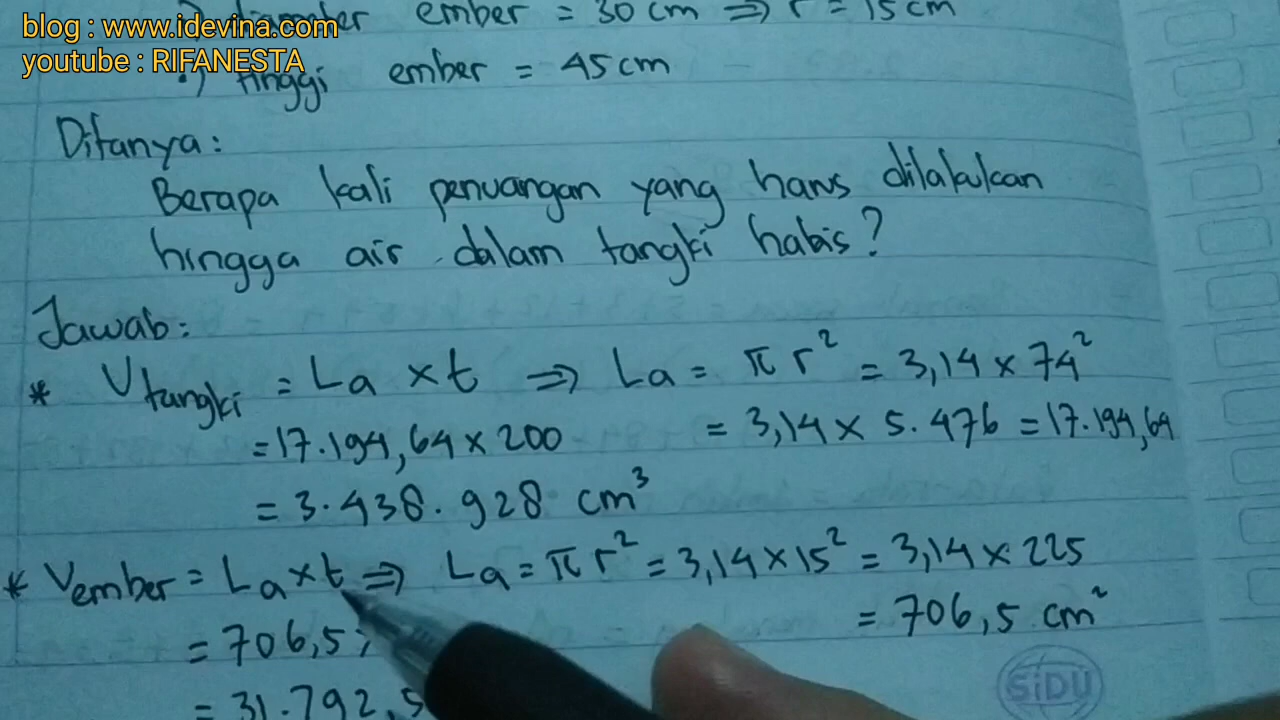 ember = 30 cm ⇒ r = 15 cm
blog : www.idevina.com
youtube : RIFANESTA
tinggi ember = 45 cm
Ditanya:
Berapa kali penuangan yang harus dilakukan
hingga air dalam tangki habis?
Jawab:
* V tangki = La × t ⇒ La = π r² = 3,14 × 74²
= 17.194,64 × 200 = 3,14 × 5.476 = 17.194,64
= 3.438.928 cm³
* Vember = La × t ⇒ La = π r² = 3,14 × 15² = 3,14 × 225
= 706,5 = 706,5 cm²
= 31.792,5
SiDU